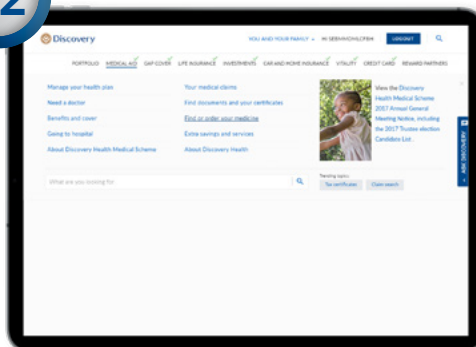 2
Discovery
YOU AND YOUR FAMILY
LOGOUT
PORTFOLIO MEDICAL AID GAP COVER LIFE INSURANCE INVESTMENTS CAR AND HOME INSURANCE VITALITY CREDIT CARD REWARD PARTNERS
Manage your health plan
Need a doctor
Benefits and cover
Going to hospital
About Discovery Health Medical Scheme
Your medical claims
Find documents and your certificates
Find or order your medicine
Extra savings and services
About Discovery Health
View the Discovery
Health Medical Scheme
2017 Annual General
Meeting Notice, including
the 2017 Trustee election
Candidate List .
ASK DISCOVERY
What are you looking for
Trending topics:
Tax certificates Claim search